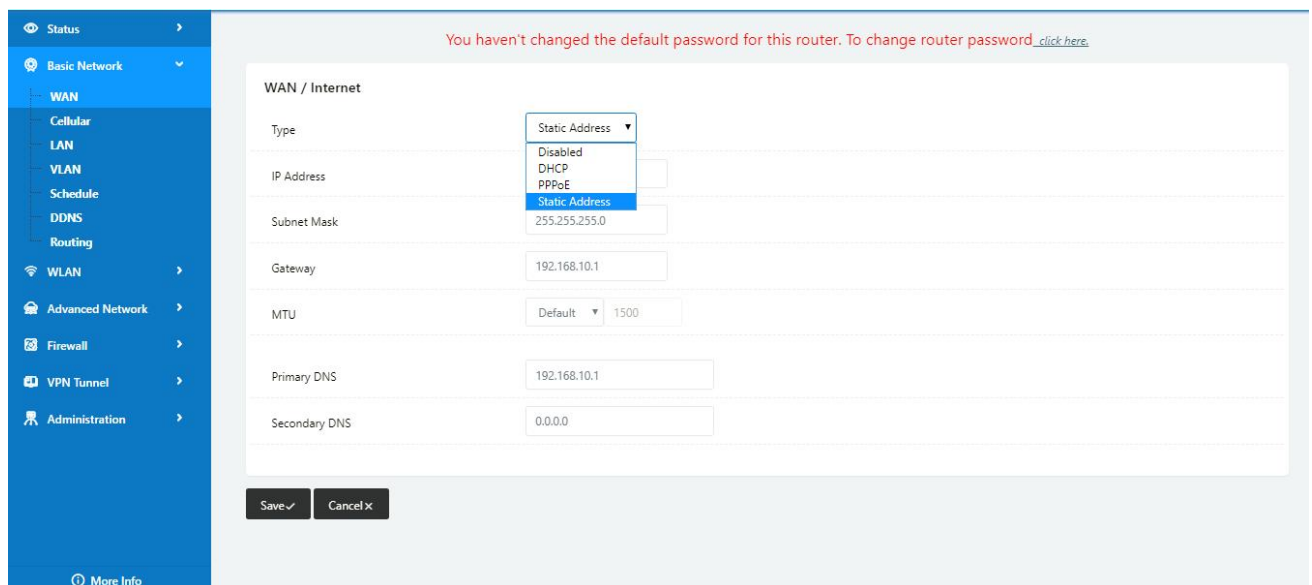 Status
You haven't changed the default password for this router. To change router password click here.
Basic Network
WAN
Cellular
LAN
VLAN
Schedule
DDNS
Routing
WLAN
Advanced Network
Firewall
VPN Tunnel
Administration
More Info
WAN / Internet
Type
Static Address
Disabled
DHCP
PPPoE
Static Address
IP Address
Subnet Mask
255.255.255.0
Gateway
192.168.10.1
MTU
Default 1500
Primary DNS
192.168.10.1
Secondary DNS
0.0.0.0
Save Cancel